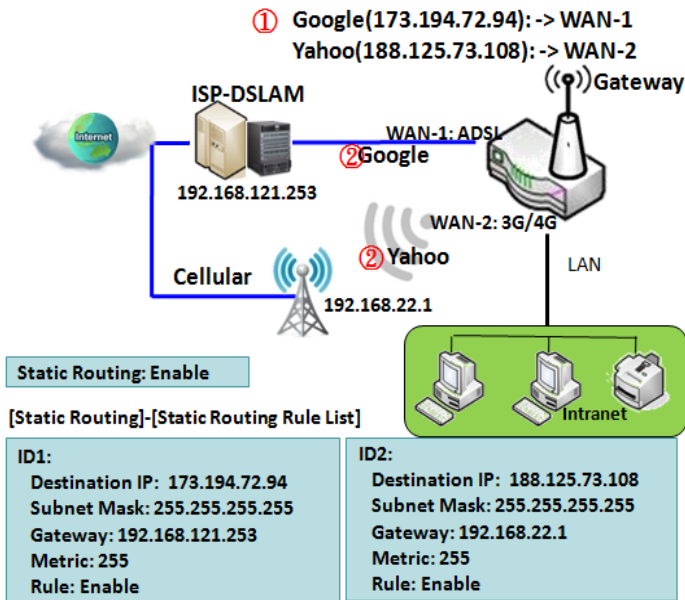 ① Google(173.194.72.94): -> WAN-1
Yahoo(188.125.73.108): -> WAN-2
Gateway
ISP-DSLAM
Internet
WAN-1: ADSL
②Google
192.168.121.253
WAN-2: 3G/4G
② Yahoo
LAN
Cellular
192.168.22.1
Static Routing: Enable
Intranet
[Static Routing]-[Static Routing Rule List]
ID1:
Destination IP: 173.194.72.94
Subnet Mask: 255.255.255.255
Gateway: 192.168.121.253
Metric: 255
Rule: Enable
ID2:
Destination IP: 188.125.73.108
Subnet Mask: 255.255.255.255
Gateway: 192.168.22.1
Metric: 255
Rule: Enable